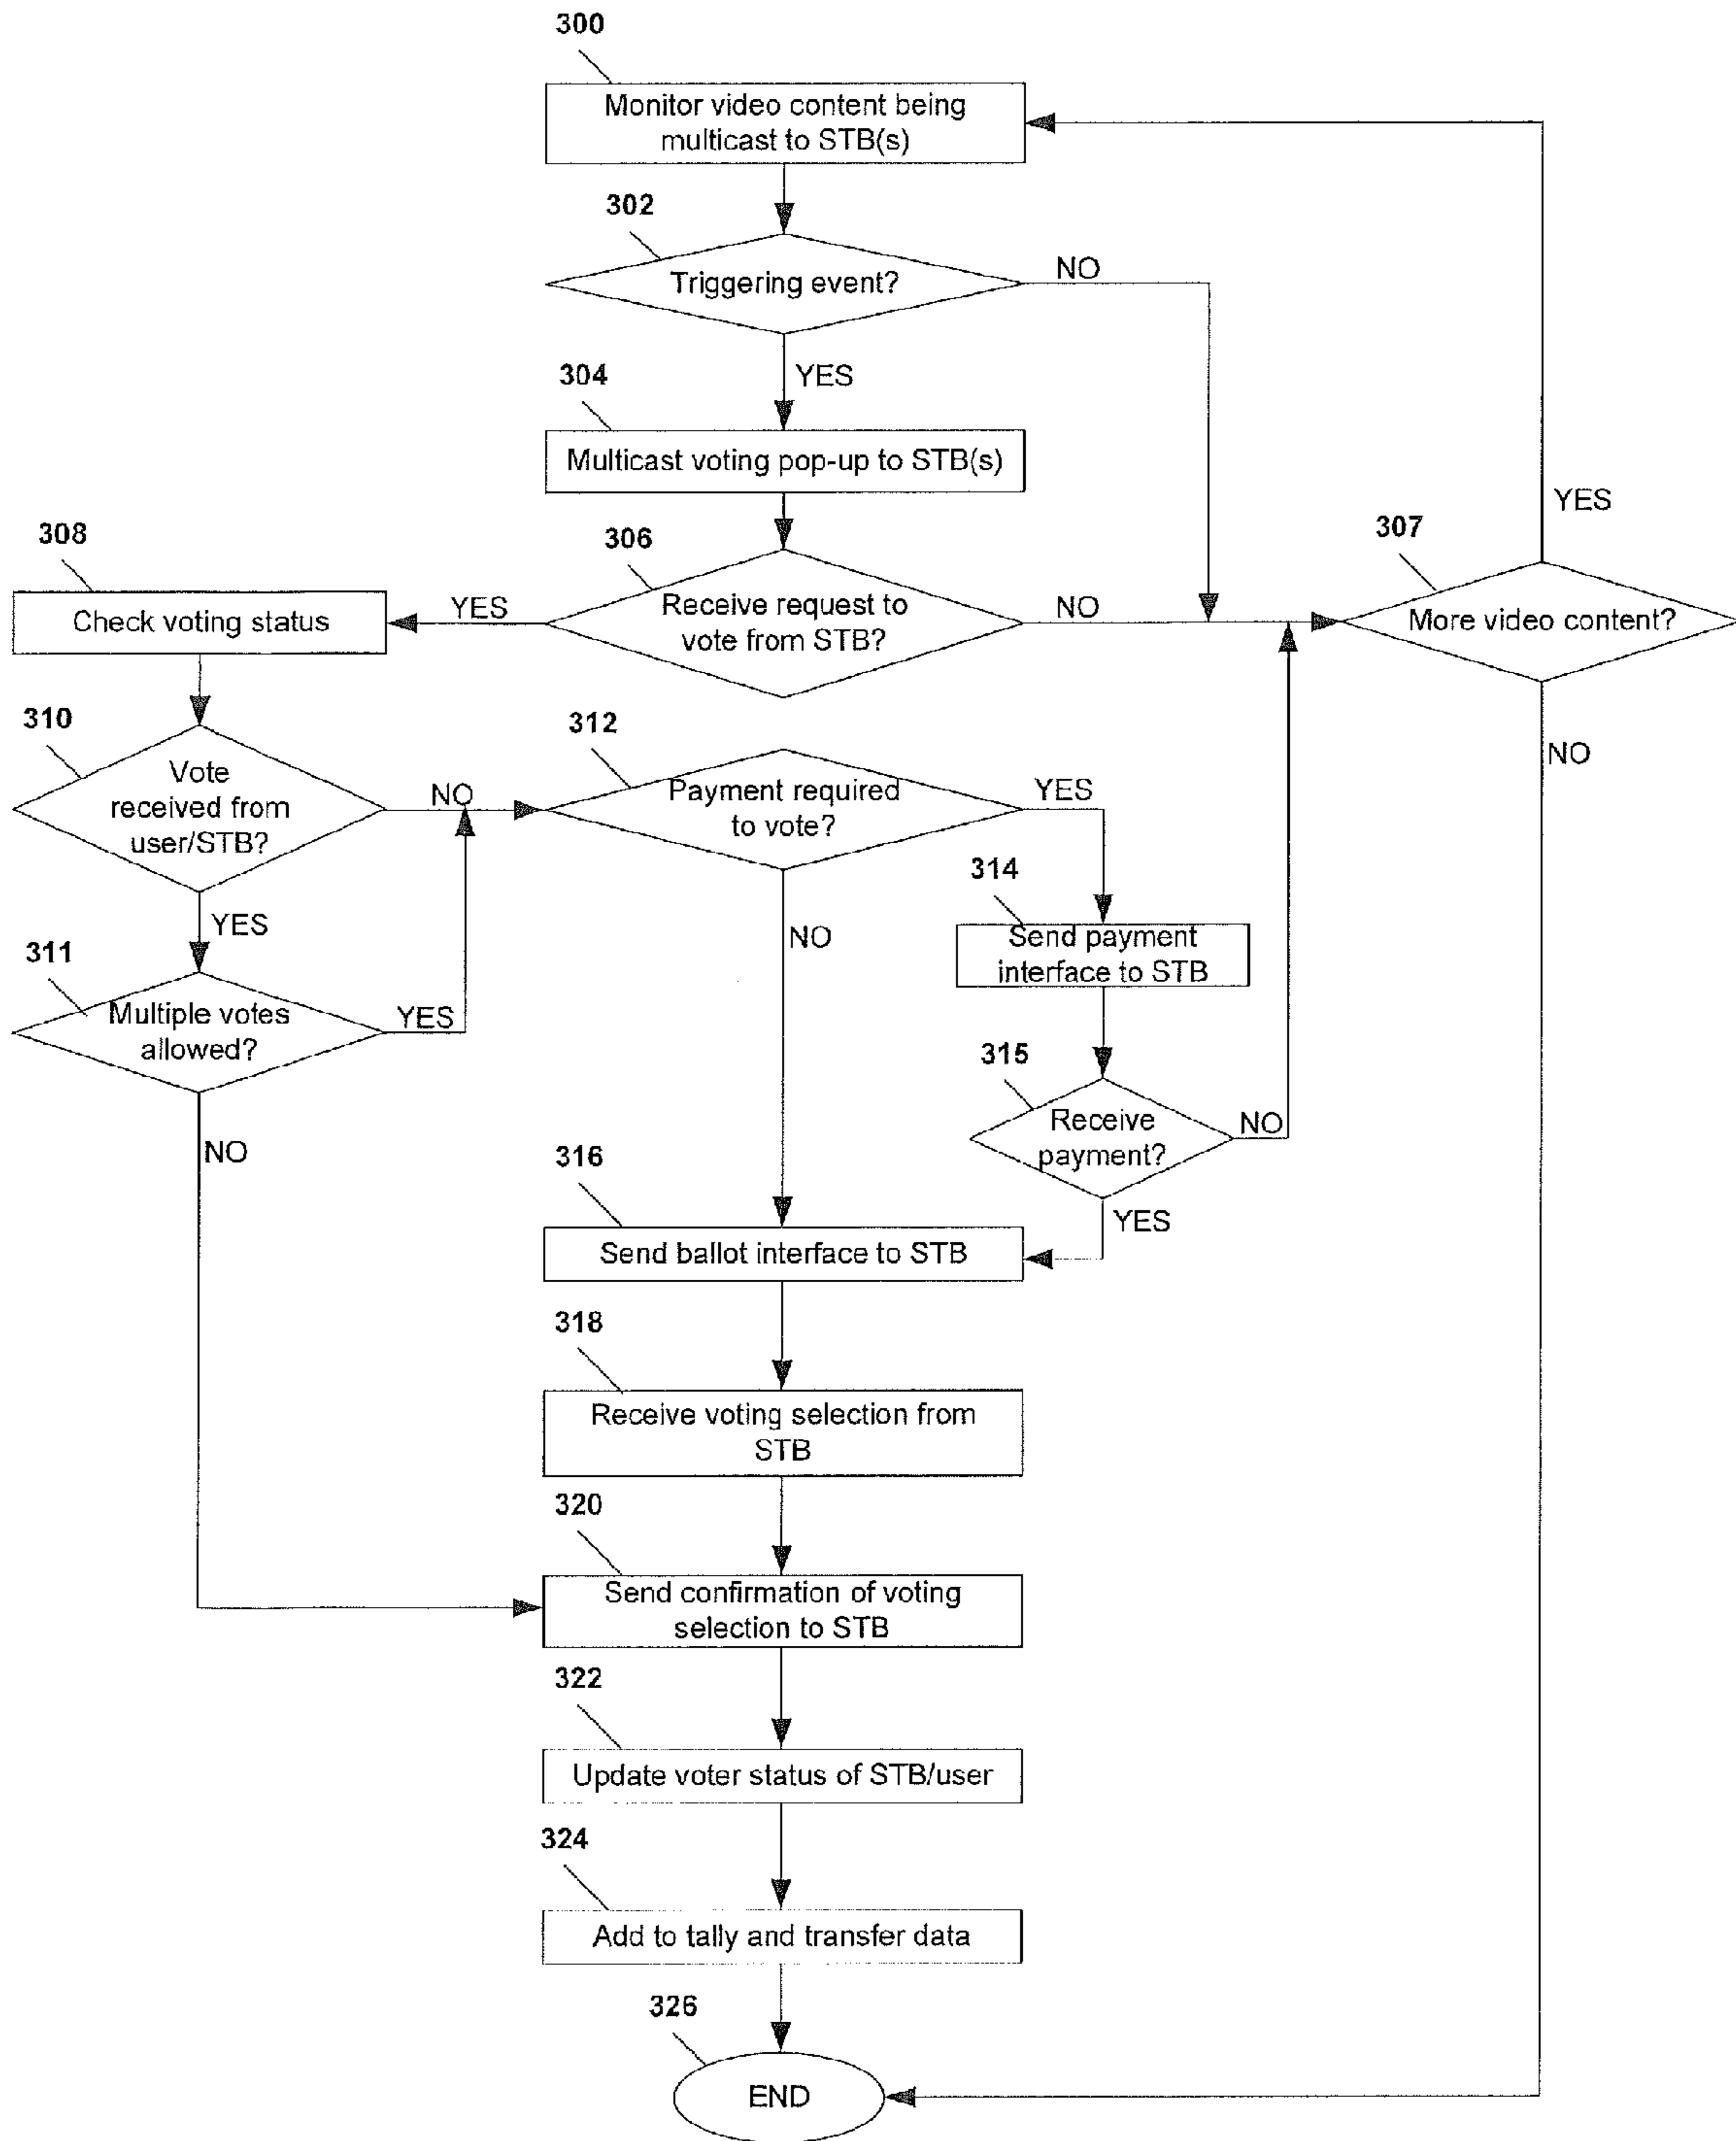 300
Monitor video content being
multicast to STB(s)
302
Triggering event?
NO
YES
304
Multicast voting pop-up to STB(s)
YES
308
306
307
Check voting status
YES
Receive request to
vote from STB?
NO
More video content?
310
312
NO
Vote
received from
user/STB?
NO
Payment required
to vote?
YES
314
YES
NO
Send payment
interface to STB
311
Multiple votes
allowed?
YES
315
Receive
payment?
NO
NO
316
YES
Send ballot interface to STB
318
Receive voting selection from
STB
320
Send confirmation of voting
selection to STB
322
Update voter status of STB/user
324
Add to tally and transfer data
326
END